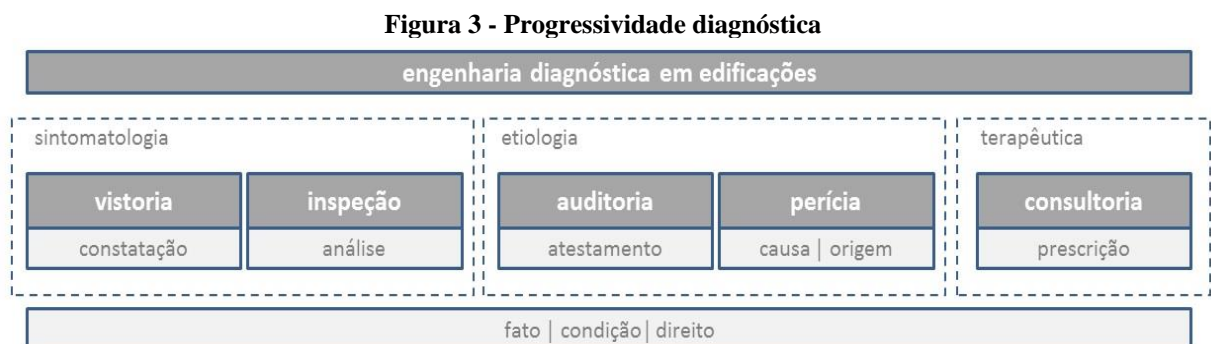 Figura 3 - Progressividade diagnóstica
engenharia diagnóstica em edificações
sintomatologia
vistoria
constatação
inspeção
análise
etiologia
auditoria
atestamento
perícia
causa | origem
terapêutica
consultoria
prescrição
fato | condição| direito